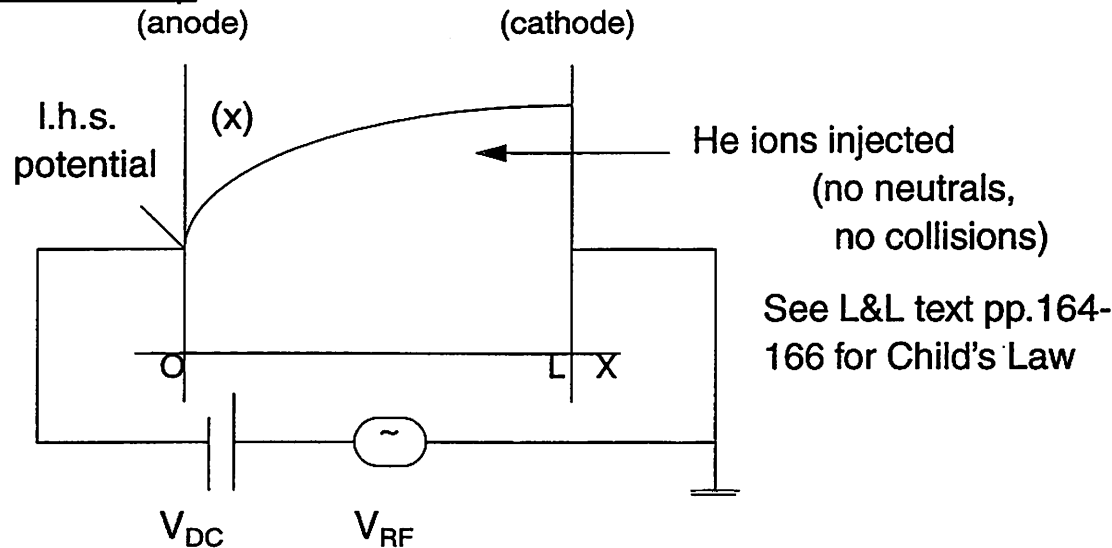 (anode)
(cathode)
l.h.s.
potential
(x)
He ions injected
(no neutrals,
no collisions)
See L&L text pp.164-
166 for Child's Law
O
L
X
~
V_DC
V_RF